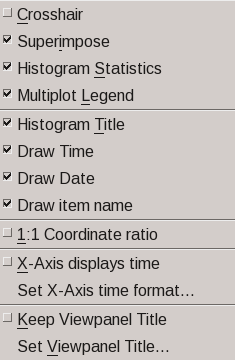 Crosshair
Superimpose
Histogram Statistics
Multiplot Legend
Histogram Title
Draw Time
Draw Date
Draw item name
1:1 Coordinate ratio
X-Axis displays time
Set X-Axis time format...
Keep Viewpanel Title
Set Viewpanel Title...